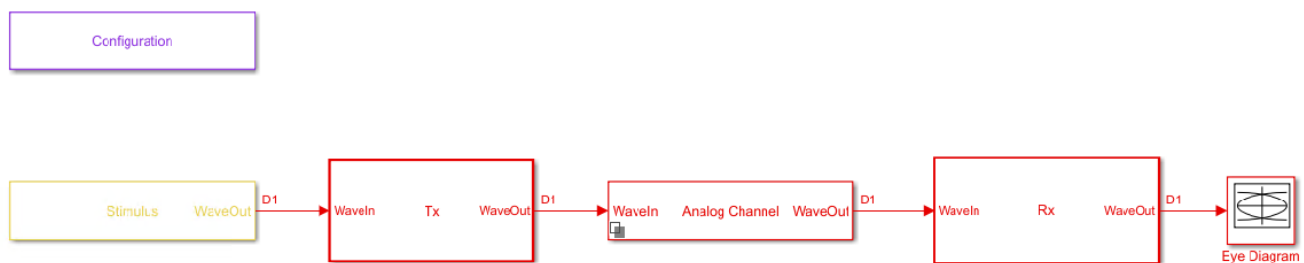 Configuration
Stimulus WaveOut D1 WaveIn Tx WaveOut D1 WaveIn Analog Channel WaveOut D1 WaveIn Rx WaveOut D1
Eye Diagram